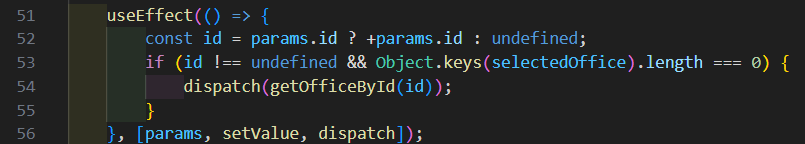 51 useEffect(() => {
52 const id = params.id ? +params.id : undefined;
53 if (id !== undefined && Object.keys(selectedOffice).length === 0) {
54 dispatch(getOfficeById(id));
55 }
56 }, [params, setValue, dispatch]);